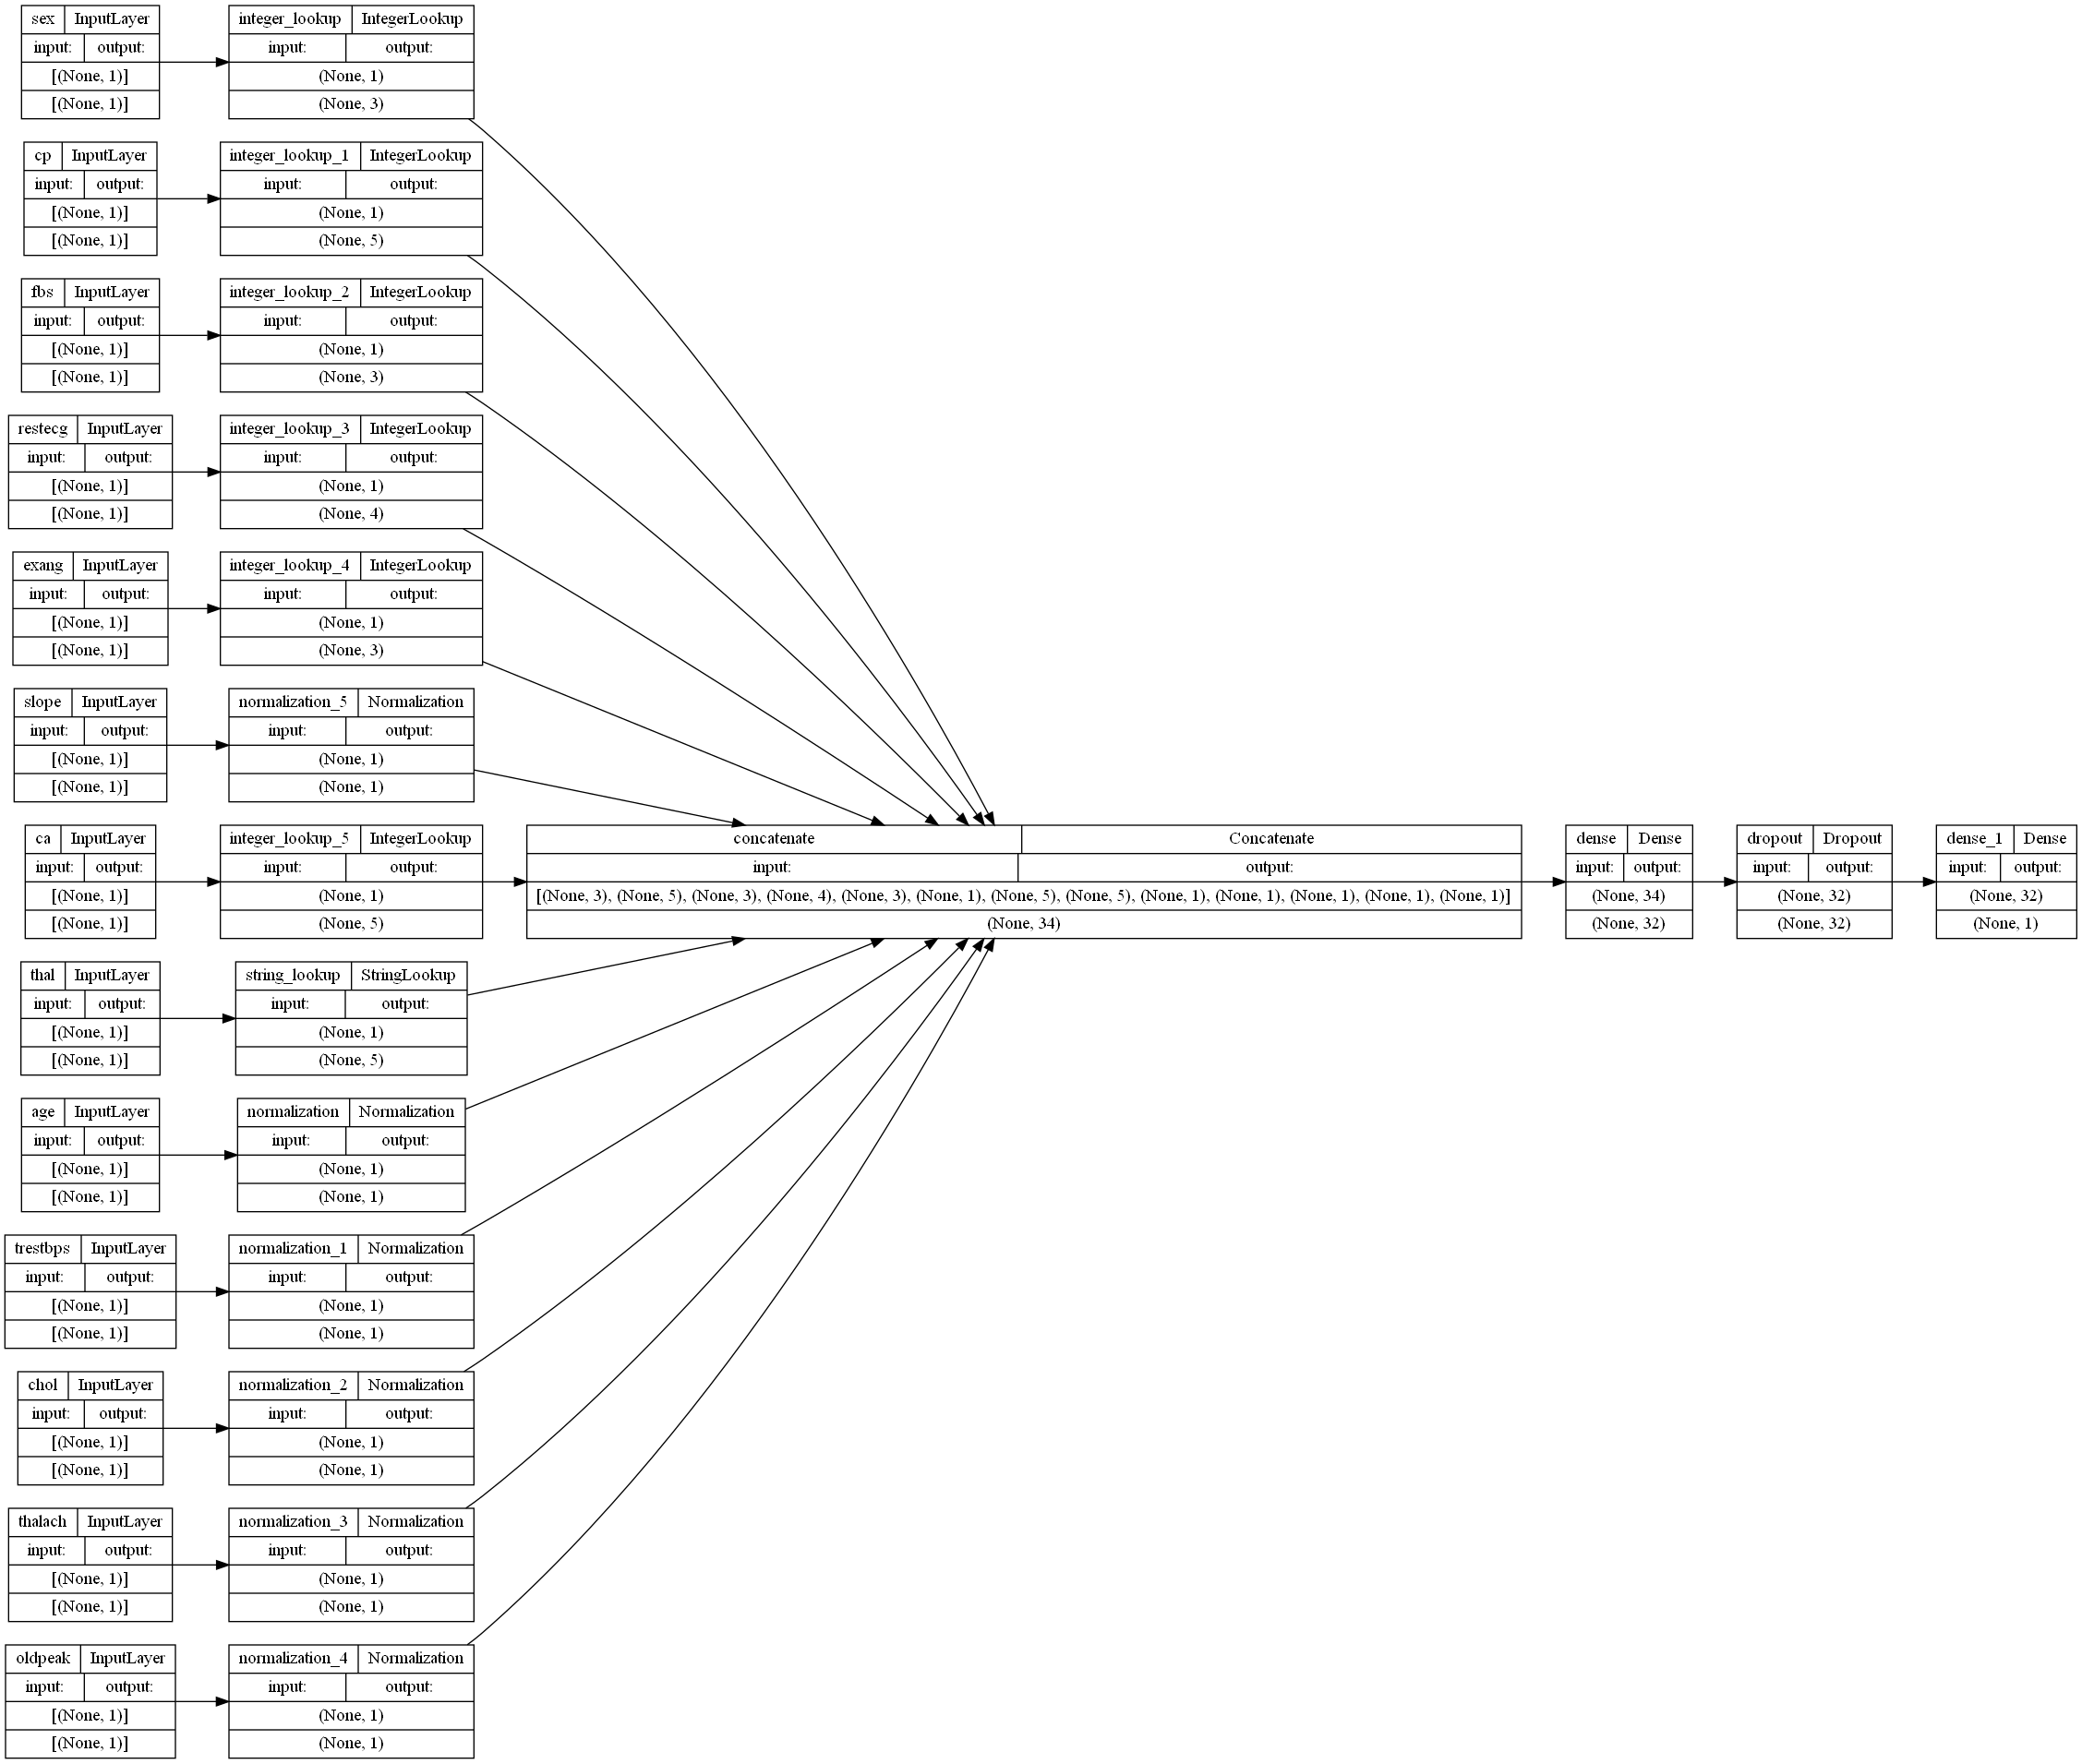 sex InputLayer
input: output:
[(None, 1)]
[(None, 1)]
integer_lookup IntegerLookup
input: output:
(None, 1)
(None, 3)
cp InputLayer
input: output:
[(None, 1)]
[(None, 1)]
integer_lookup_1 IntegerLookup
input: output:
(None, 1)
(None, 5)
fbs InputLayer
input: output:
[(None, 1)]
[(None, 1)]
integer_lookup_2 IntegerLookup
input: output:
(None, 1)
(None, 3)
restecg InputLayer
input: output:
[(None, 1)]
[(None, 1)]
integer_lookup_3 IntegerLookup
input: output:
(None, 1)
(None, 4)
exang InputLayer
input: output:
[(None, 1)]
[(None, 1)]
integer_lookup_4 IntegerLookup
input: output:
(None, 1)
(None, 3)
slope InputLayer
input: output:
[(None, 1)]
[(None, 1)]
normalization_5 Normalization
input: output:
(None, 1)
(None, 1)
ca InputLayer
input: output:
[(None, 1)]
[(None, 1)]
integer_lookup_5 IntegerLookup
input: output:
(None, 1)
(None, 5)
concatenate Concatenate
input: output:
[(None, 3), (None, 5), (None, 3), (None, 4), (None, 3), (None, 1), (None, 5), (None, 5), (None, 1), (None, 1), (None, 1), (None, 1), (None, 1)]
(None, 34)
dense Dense
input: output:
(None, 34)
(None, 32)
dropout Dropout
input: output:
(None, 32)
(None, 32)
dense_1 Dense
input: output:
(None, 32)
(None, 1)
thal InputLayer
input: output:
[(None, 1)]
[(None, 1)]
string_lookup StringLookup
input: output:
(None, 1)
(None, 5)
age InputLayer
input: output:
[(None, 1)]
[(None, 1)]
normalization Normalization
input: output:
(None, 1)
(None, 1)
trestbps InputLayer
input: output:
[(None, 1)]
[(None, 1)]
normalization_1 Normalization
input: output:
(None, 1)
(None, 1)
chol InputLayer
input: output:
[(None, 1)]
[(None, 1)]
normalization_2 Normalization
input: output:
(None, 1)
(None, 1)
thalach InputLayer
input: output:
[(None, 1)]
[(None, 1)]
normalization_3 Normalization
input: output:
(None, 1)
(None, 1)
oldpeak InputLayer
input: output:
[(None, 1)]
[(None, 1)]
normalization_4 Normalization
input: output:
(None, 1)
(None, 1)